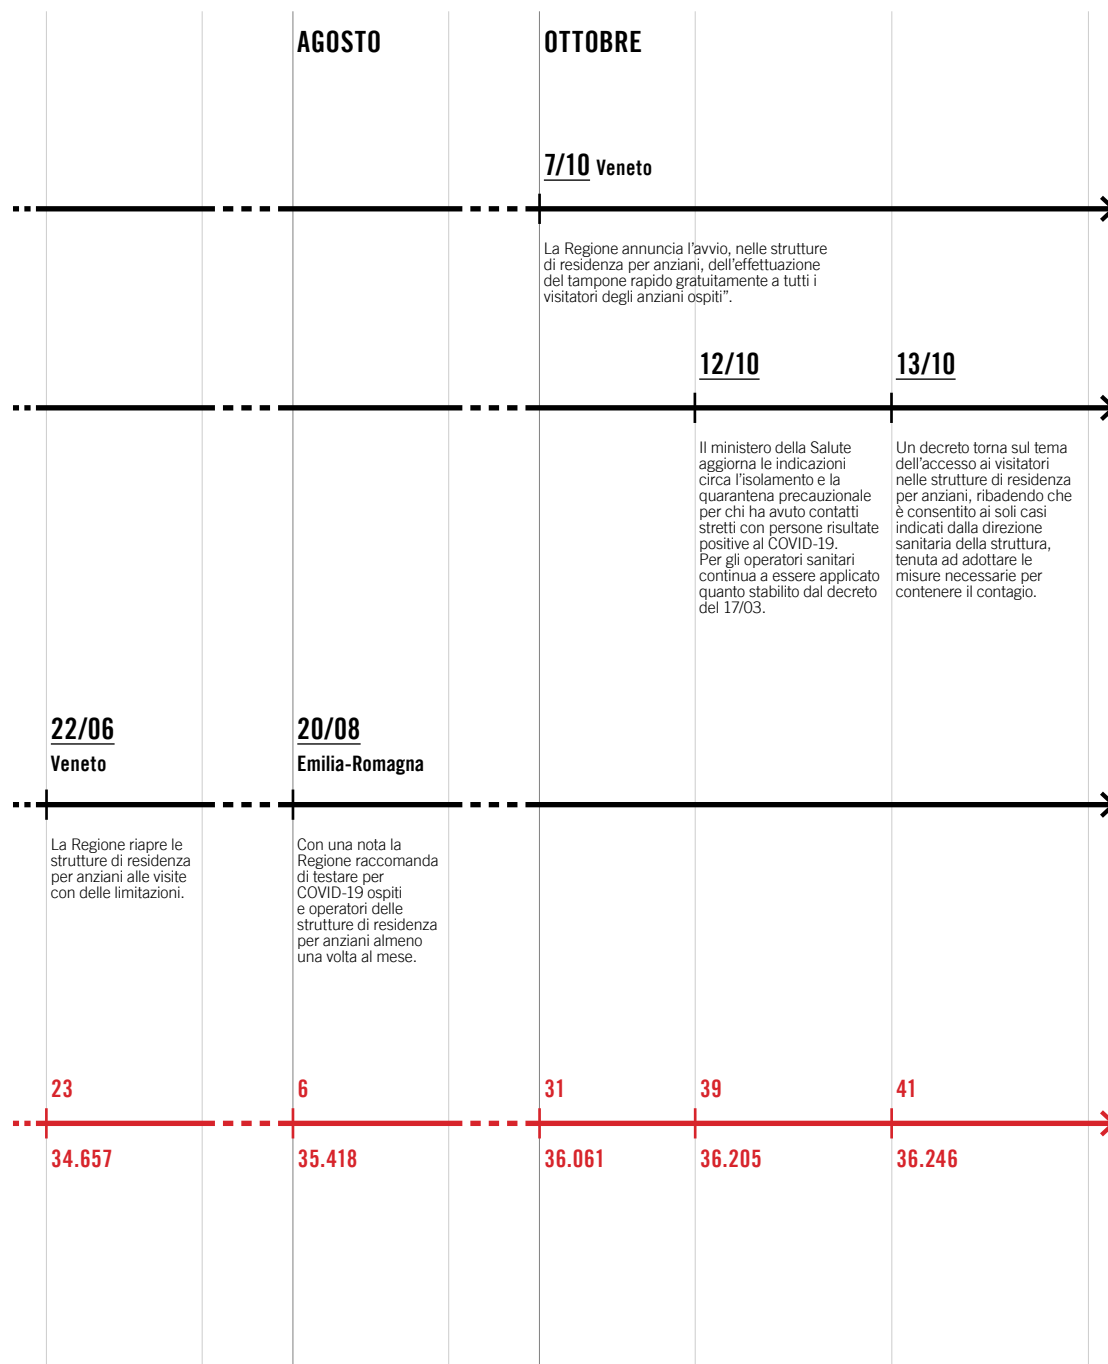 AGOSTO
OTTOBRE
7/10 Veneto
La Regione annuncia l'avvio, nelle strutture
di residenza per anziani, dell'effettuazione
del tampone rapido gratuitamente a tutti i
visitatori degli anziani ospiti”.
12/10
Il ministero della Salute
aggiorna le indicazioni
circa l'isolamento e la
quarantena precauzionale
per chi ha avuto contatti
stretti con persone risultate
positive al COVID-19.
Per gli operatori sanitari
continua a essere applicato
quanto stabilito dal decreto
del 17/03.
13/10
Un decreto torna sul tema
dell'accesso ai visitatori
nelle strutture di residenza
per anziani, ribadendo che
è consentito ai soli casi
indicati dalla direzione
sanitaria della struttura,
tenuta ad adottare le
misure necessarie per
contenere il contagio.
22/06
Veneto
La Regione riapre le
strutture di residenza
per anziani alle visite
con delle limitazioni.
20/08
Emilia-Romagna
Con una nota la
Regione raccomanda
di testare per
COVID-19 ospiti
e operatori delle
strutture di residenza
per anziani almeno
una volta al mese.
23
6
31
39
41
34.657
35.418
36.061
36.205
36.246